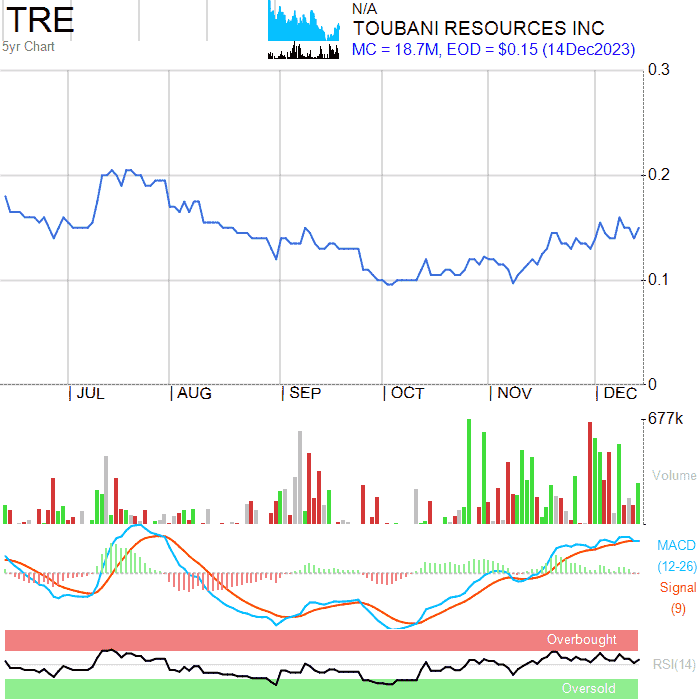 TRE
5yr Chart
N/A
TOUBANI RESOURCES INC
MC = 18.7M, EOD = $0.15 (14Dec2023)
0.3
0.2
0.1
0
JUL AUG SEP OCT NOV DEC
677k
Volume
MACD
(12-26)
Signal
(9)
Overbought
RSI(14)
Oversold